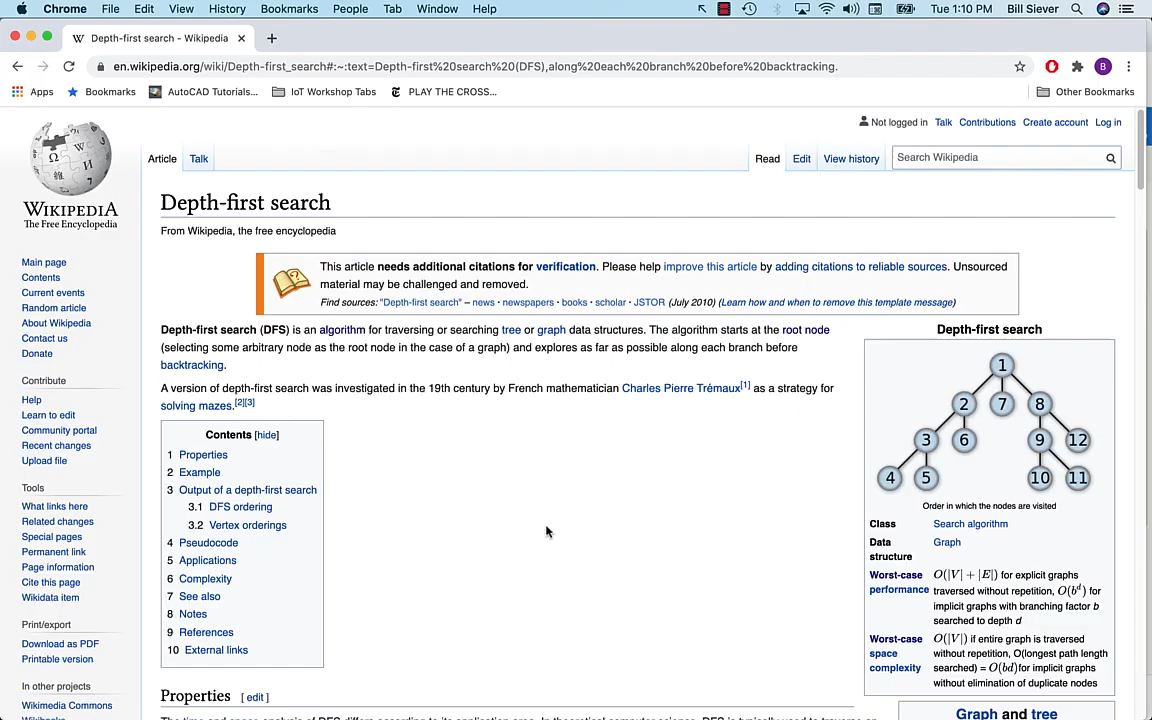 Chrome File Edit View History Bookmarks People Tab Window Help Tue 1:10 PM Bill Siever
Depth-first search - Wikipedia
en.wikipedia.org/wiki/Depth-first_search#:~:text=Depth-first%20search%20(DFS),along%20each%20branch%20before%20backtracking.
Apps Bookmarks AutoCAD Tutorials... IoT Workshop Tabs PLAY THE CROSS... Other Bookmarks
Not logged in Talk Contributions Create account Log in
Article Talk Read Edit View history Search Wikipedia
WIKIPEDIA
The Free Encyclopedia
Main page
Contents
Current events
Random article
About Wikipedia
Contact us
Donate
Contribute
Help
Learn to edit
Community portal
Recent changes
Upload file
Tools
What links here
Related changes
Special pages
Permanent link
Page information
Cite this page
Wikidata item
Print/export
Download as PDF
Printable version
In other projects
Wikimedia Commons
Depth-first search
From Wikipedia, the free encyclopedia
This article needs additional citations for verification. Please help improve this article by adding citations to reliable sources. Unsourced
material may be challenged and removed.
Find sources: "Depth-first search" – news · newspapers · books · scholar · JSTOR (July 2010) (Learn how and when to remove this template message)
Depth-first search (DFS) is an algorithm for traversing or searching tree or graph data structures. The algorithm starts at the root node
(selecting some arbitrary node as the root node in the case of a graph) and explores as far as possible along each branch before
backtracking.
A version of depth-first search was investigated in the 19th century by French mathematician Charles Pierre Trémaux[1] as a strategy for
solving mazes.[2][3]
Contents [hide]
1 Properties
2 Example
3 Output of a depth-first search
3.1 DFS ordering
3.2 Vertex orderings
4 Pseudocode
5 Applications
6 Complexity
7 See also
8 Notes
9 References
10 External links
Properties [ edit ]
Depth-first search
1
2 7 8
3 6 9 12
4 5 10 11
Order in which the nodes are visited
Class Search algorithm
Data Graph
structure
Worst-case O(|V| + |E|) for explicit graphs
performance traversed without repetition, O(b^d) for
implicit graphs with branching factor b
searched to depth d
Worst-case O(|V|) if entire graph is traversed
space without repetition, O(longest path length
complexity searched) = O(bd)for implicit graphs
without elimination of duplicate nodes
Graph and tree